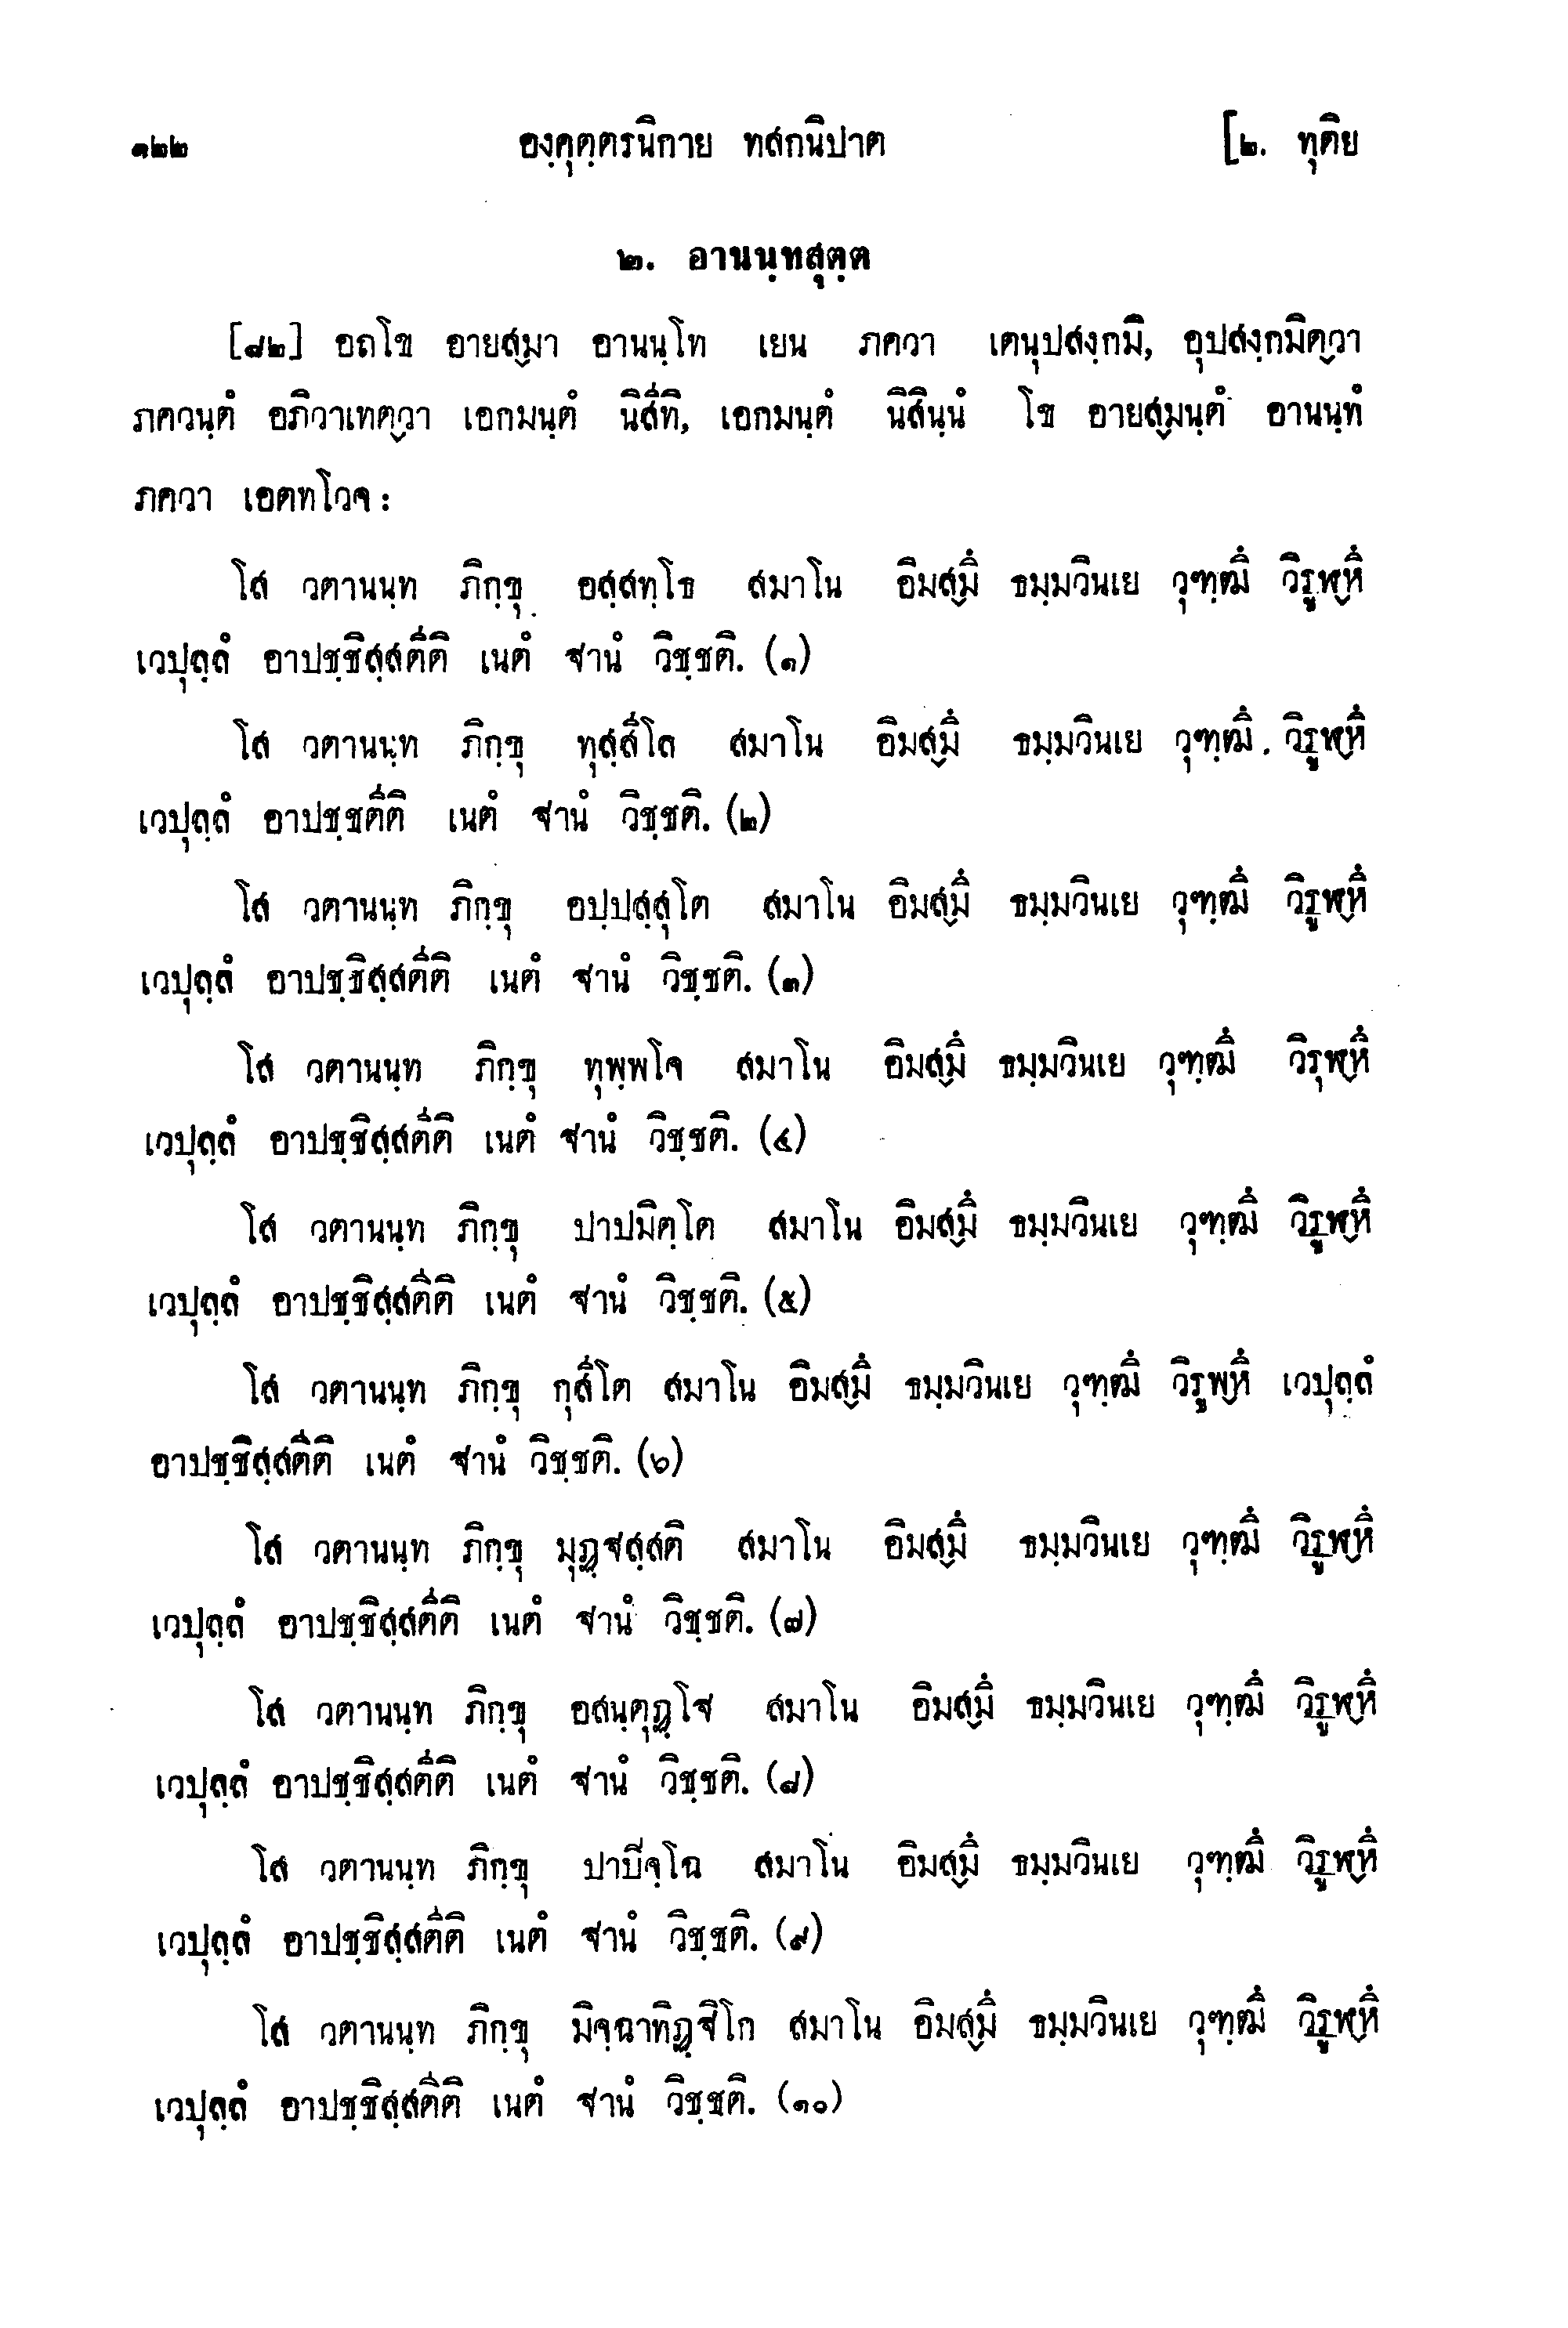 ๑๒๒ องฺคุตฺตรนิกาย ทสกนิปาต [๒. ทุติย
๒. อานนฺทสุตฺต
[๘๒] อถโข อายสฺมา อานนฺโท เยน ภควา เตนุปสงฺกมิ, อุปสงฺกมิตฺวา
ภควนฺตํ อภิวาเทตฺวา เอกมนฺตํ นิสีทิ, เอกมนฺตํ นิสินฺนํ โข อายสฺมนฺตํ อานนฺทํ
ภควา เอตทโวจ :
โส วตานนฺท ภิกฺขุ อสฺสทฺโธ สมาโน อิมสฺมิํ ธมฺมวินเย วุฑฺฒิํ วิรูฬฺหิํ
เวปุลฺลํ อาปชฺชิสฺสตีติ เนตํ ฐานํ วิชฺชติ. (๑)
โส วตานนฺท ภิกฺขุ ทุสฺสีโล สมาโน อิมสฺมิํ ธมฺมวินเย วุฑฺฒิํ วิรูฬฺหิํ
เวปุลฺลํ อาปชฺชตีติ เนตํ ฐานํ วิชฺชติ. (๒)
โส วตานนฺท ภิกฺขุ อปฺปสฺสุโต สมาโน อิมสฺมิํ ธมฺมวินเย วุฑฺฒิํ วิรูฬฺหิํ
เวปุลฺลํ อาปชฺชิสฺสตีติ เนตํ ฐานํ วิชฺชติ. (๓)
โส วตานนฺท ภิกฺขุ ทุพฺพโจ สมาโน อิมสฺมิํ ธมฺมวินเย วุฑฺฒิํ วิรุฬฺหิํ
เวปุลฺลํ อาปชฺชิสฺสตีติ เนตํ ฐานํ วิชฺชติ. (๔)
โส วตานนฺท ภิกฺขุ ปาปมิตฺโต สมาโน อิมสฺมิํ ธมฺมวินเย วุฑฺฒิํ วิรูฬฺหิํ
เวปุลฺลํ อาปชฺชิสฺสตีติ เนตํ ฐานํ วิชฺชติ. (๕)
โส วตานนฺท ภิกฺขุ กุสีโต สมาโน อิมสฺมิํ ธมฺมวินเย วุฑฺฒิํ วิรูฬฺหิํ เวปุลฺลํ
อาปชฺชิสฺสตีติ เนตํ ฐานํ วิชฺชติ. (๖)
โส วตานนฺท ภิกฺขุ มุฏฺฐสฺสติ สมาโน อิมสฺมิํ ธมฺมวินเย วุฑฺฒิํ วิรูฬฺหิํ
เวปุลฺลํ อาปชฺชิสฺสตีติ เนตํ ฐานํ วิชฺชติ. (๗)
โส วตานนฺท ภิกฺขุ อสนฺตุฏฺโฐ สมาโน อิมสฺมิํ ธมฺมวินเย วุฑฺฒิํ วิรูฬฺหิํ
เวปุลฺลํ อาปชฺชิสฺสตีติ เนตํ ฐานํ วิชฺชติ. (๘)
โส วตานนฺท ภิกฺขุ ปาปิจฺโฉ สมาโน อิมสฺมิํ ธมฺมวินเย วุฑฺฒิํ วิรูฬฺหิํ
เวปุลฺลํ อาปชฺชิสฺสตีติ เนตํ ฐานํ วิชฺชติ. (๙)
โส วตานนฺท ภิกฺขุ มิจฺฉาทิฏฺฐิโก สมาโน อิมสฺมิํ ธมฺมวินเย วุฑฺฒิํ วิรูฬฺหิํ
เวปุลฺลํ อาปชฺชิสฺสตีติ เนตํ ฐานํ วิชฺชติ. (๑๐)